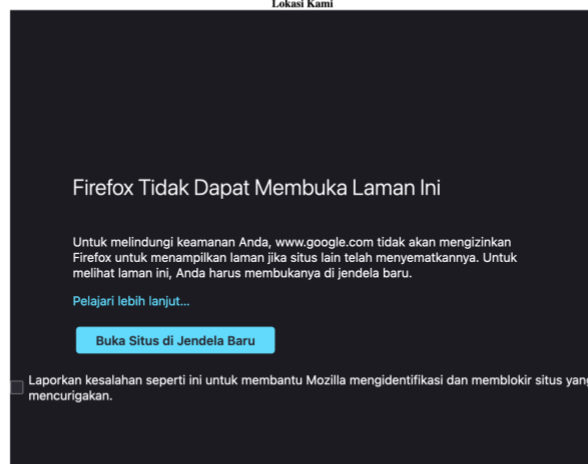 Lokasi Kami
Firefox Tidak Dapat Membuka Laman Ini
Untuk melindungi keamanan Anda, www.google.com tidak akan mengizinkan
Firefox untuk menampilkan laman jika situs lain telah menyematkannya. Untuk
melihat laman ini, Anda harus membukanya di jendela baru.
Pelajari lebih lanjut...
Buka Situs di Jendela Baru
Laporkan kesalahan seperti ini untuk membantu Mozilla mengidentifikasi dan memblokir situs yang
mencurigakan.